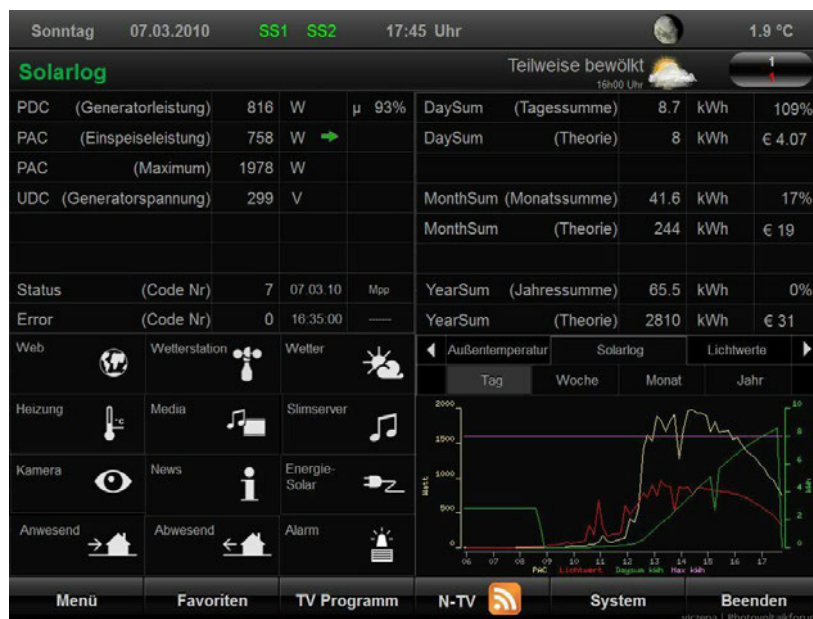 Sonntag 07.03.2010 SS1 SS2 17:45 Uhr 1.9 °C
Solarlog Teilweise bewölkt 1
16h00 Uhr 1
PDC (Generatorleistung) 816 W µ 93% DaySum (Tagessumme) 8.7 kWh 109%
PAC (Einspeiseleistung) 758 W DaySum (Theorie) 8 kWh € 4.07
PAC (Maximum) 1978 W
UDC (Generatorspannung) 299 V MonthSum (Monatssumme) 41.6 kWh 17%
MonthSum (Theorie) 244 kWh € 19
Status (Code Nr) 7 07.03.10 Mpp YearSum (Jahressumme) 65.5 kWh 0%
Error (Code Nr) 0 16:35:00 ------ YearSum (Theorie) 2810 kWh € 31
Web Wetterstation Wetter
Außentemperatur Solarlog Lichtwerte
Tag Woche Monat Jahr
Heizung °C Media Slimserver
Kamera News Energie-
Solar
Anwesend Abwesend Alarm
2000 10
1500 8
6
1000
Watt 4 kWh
500
2
0 0
06 07 08 09 10 11 12 13 14 15 16 17
PAC Lichtwert Daysum kWh Max kWh
Menü Favoriten TV Programm N-TV System Beenden